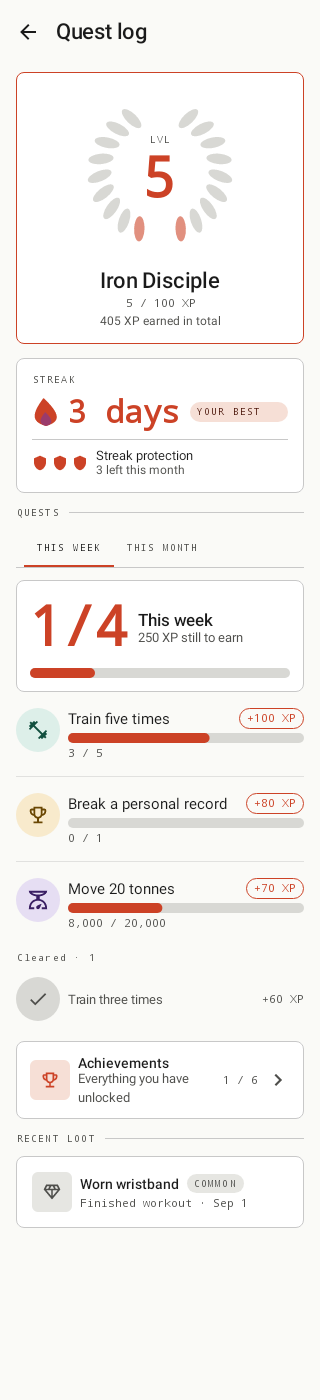 Quest log
LVL
5
Iron Disciple
5 / 100 XP
405 XP earned in total
STREAK
3 days
YOUR BEST
Streak protection
3 left this month
QUESTS
THIS WEEK
THIS MONTH
1/4
This week
250 XP still to earn
Train five times
+100 XP
3 / 5
Break a personal record
+80 XP
0 / 1
Move 20 tonnes
+70 XP
8,000 / 20,000
Cleared · 1
Train three times
+60 XP
Achievements
Everything you have
unlocked
1 / 6
RECENT LOOT
Worn wristband
COMMON
Finished workout · Sep 1